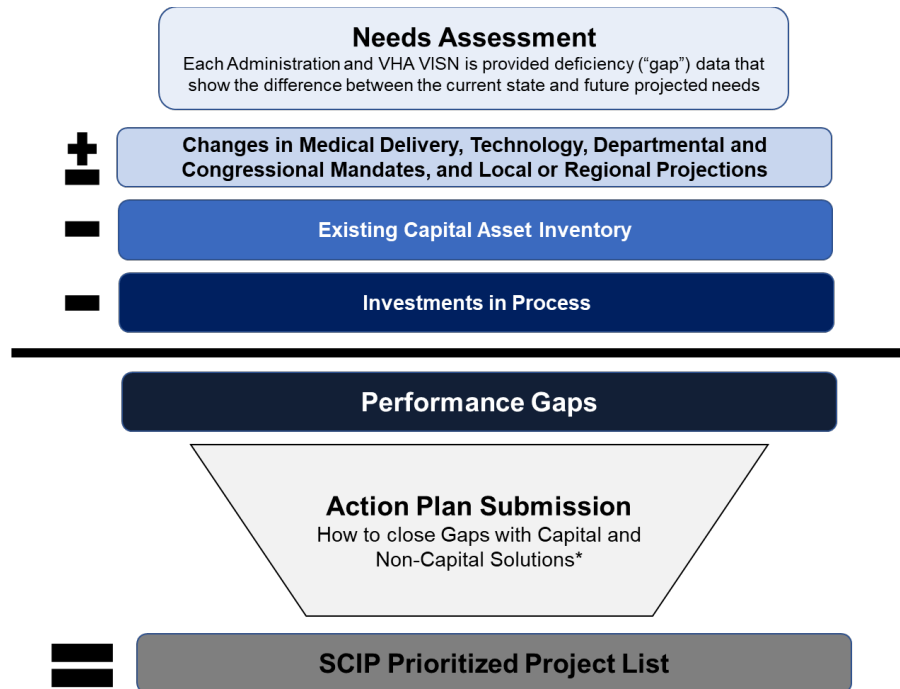 Needs Assessment
Each Administration and VHA VISN is provided deficiency (“gap”) data that
show the difference between the current state and future projected needs
Changes in Medical Delivery, Technology, Departmental and
Congressional Mandates, and Local or Regional Projections
Existing Capital Asset Inventory
Investments in Process
Performance Gaps
Action Plan Submission
How to close Gaps with Capital and
Non-Capital Solutions*
SCIP Prioritized Project List